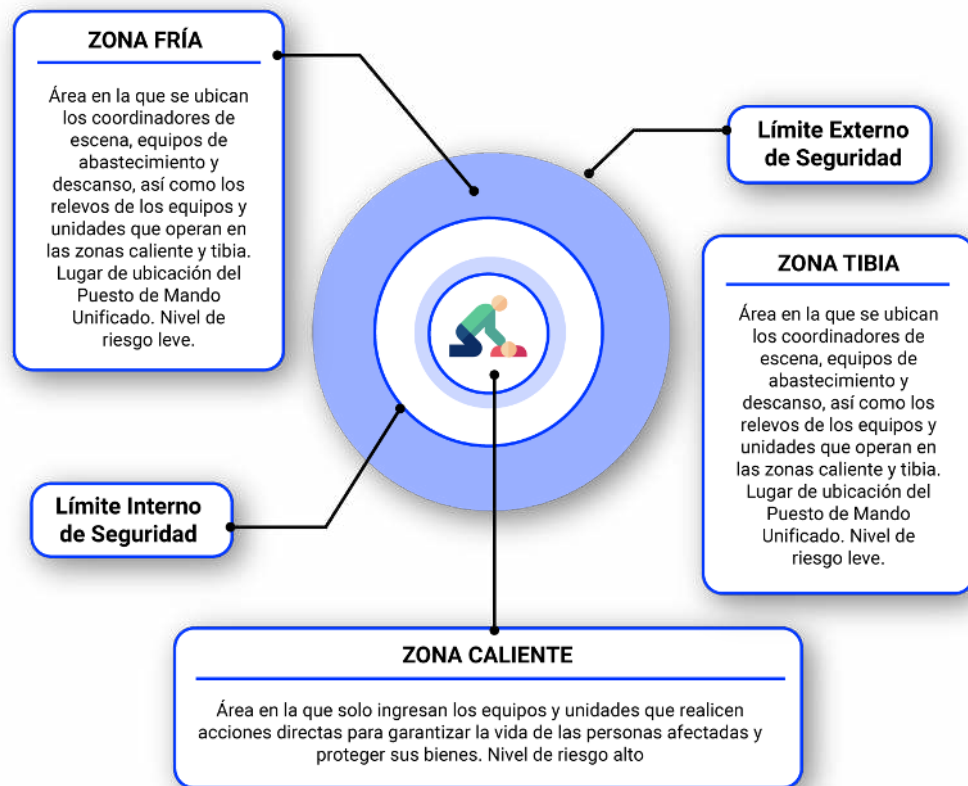 ZONA FRÍA
Área en la que se ubican
los coordinadores de
escena, equipos de
abastecimiento y
descanso, así como los
relevos de los equipos y
unidades que operan en
las zonas caliente y tibia.
Lugar de ubicación del
Puesto de Mando
Unificado. Nivel de
riesgo leve.
Límite Externo
de Seguridad
ZONA TIBIA
Área en la que se ubican
los coordinadores de
escena, equipos de
abastecimiento y
descanso, así como los
relevos de los equipos y
unidades que operan en
las zonas caliente y tibia.
Lugar de ubicación del
Puesto de Mando
Unificado. Nivel de
riesgo leve.
Límite Interno
de Seguridad
ZONA CALIENTE
Área en la que solo ingresan los equipos y unidades que realicen
acciones directas para garantizar la vida de las personas afectadas y
proteger sus bienes. Nivel de riesgo alto